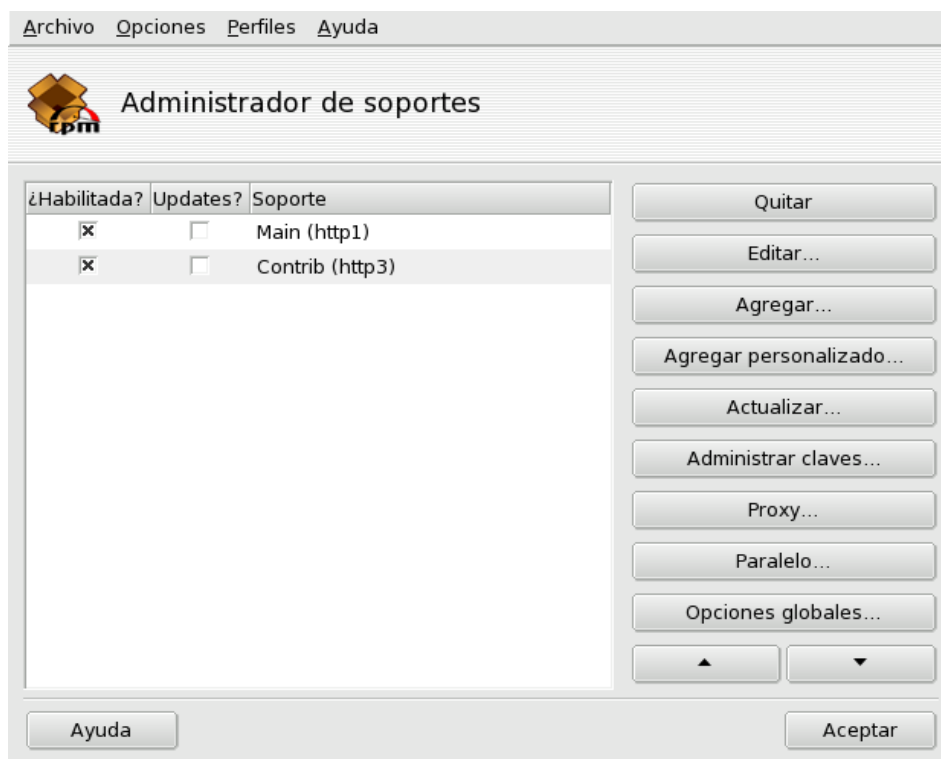 Archivo Opciones Perfiles Ayuda
rpm
Administrador de soportes
¿Habilitada? Updates? Soporte
Main (http1)
Contrib (http3)
Quitar
Editar...
Agregar...
Agregar personalizado...
Actualizar...
Administrar claves...
Proxy...
Paralelo...
Opciones globales...
Ayuda
Aceptar